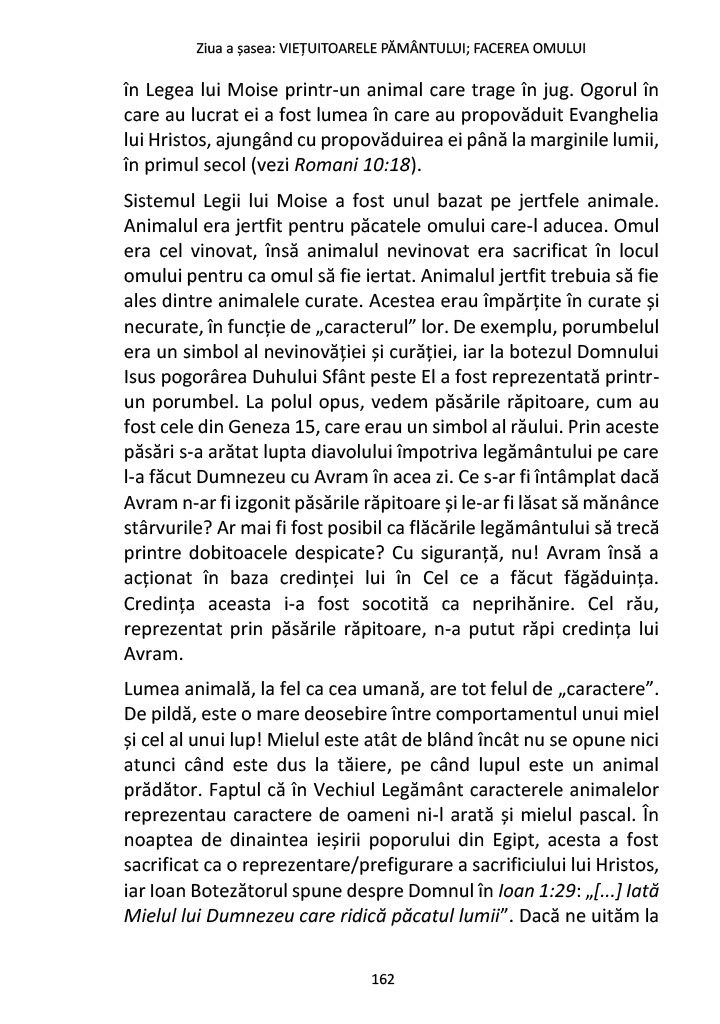 Ziua a șasea: VIEȚUITOARELE PĂMÂNTULUI; FACEREA OMULUI
în Legea lui Moise printr-un animal care trage în jug. Ogorul în
care au lucrat ei a fost lumea în care au propovăduit Evanghelia
lui Hristos, ajungând cu propovăduirea ei până la marginile lumii,
în primul secol (vezi Romani 10:18).
Sistemul Legii lui Moise a fost unul bazat pe jertfele animale.
Animalul era jertfit pentru păcatele omului care-l aducea. Omul
era cel vinovat, însă animalul nevinovat era sacrificat în locul
omului pentru ca omul să fie iertat. Animalul jertfit trebuia să fie
ales dintre animalele curate. Acestea erau împărțite în curate și
necurate, în funcție de „caracterul” lor. De exemplu, porumbelul
era un simbol al nevinovăției și curăției, iar la botezul Domnului
Isus pogorârea Duhului Sfânt peste El a fost reprezentată printr-
un porumbel. La polul opus, vedem păsările răpitoare, cum au
fost cele din Geneza 15, care erau un simbol al răului. Prin aceste
păsări s-a arătat lupta diavolului împotriva legământului pe care
l-a făcut Dumnezeu cu Avram în acea zi. Ce s-ar fi întâmplat dacă
Avram n-ar fi izgonit păsările răpitoare și le-ar fi lăsat să mănânce
stârvurile? Ar mai fi fost posibil ca flăcările legământului să treacă
printre dobitoacele despicate? Cu siguranță, nu! Avram însă a
acționat în baza credinței lui în Cel ce a făcut făgăduința.
Credința aceasta i-a fost socotită ca neprihănire. Cel rău,
reprezentat prin păsările răpitoare, n-a putut răpi credința lui
Avram.
Lumea animală, la fel ca cea umană, are tot felul de „caractere”.
De pildă, este o mare deosebire între comportamentul unui miel
și cel al unui lup! Mielul este atât de blând încât nu se opune nici
atunci când este dus la tăiere, pe când lupul este un animal
prădător. Faptul că în Vechiul Legământ caracterele animalelor
reprezentau caractere de oameni ni-l arată și mielul pascal. În
noaptea de dinaintea ieșirii poporului din Egipt, acesta a fost
sacrificat ca o reprezentare/prefigurare a sacrificiului lui Hristos,
iar Ioan Botezătorul spune despre Domnul în Ioan 1:29: „[...] Iată
Mielul lui Dumnezeu care ridică păcatul lumii”. Dacă ne uităm la
162